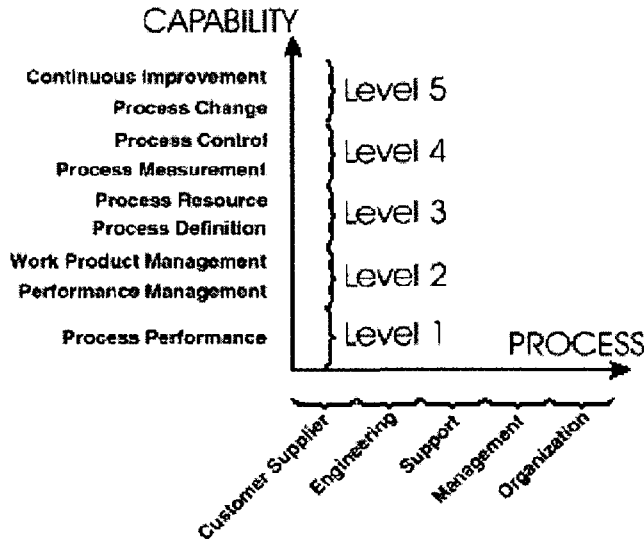 CAPABILITY
Continuous Improvement
Process Change
Level 5
Process Control
Process Measurement
Level 4
Process Resource
Process Definition
Level 3
Work Product Management
Performance Management
Level 2
Process Performance
Level 1
PROCESS
Customer Supplier
Engineering
Support
Management
Organization